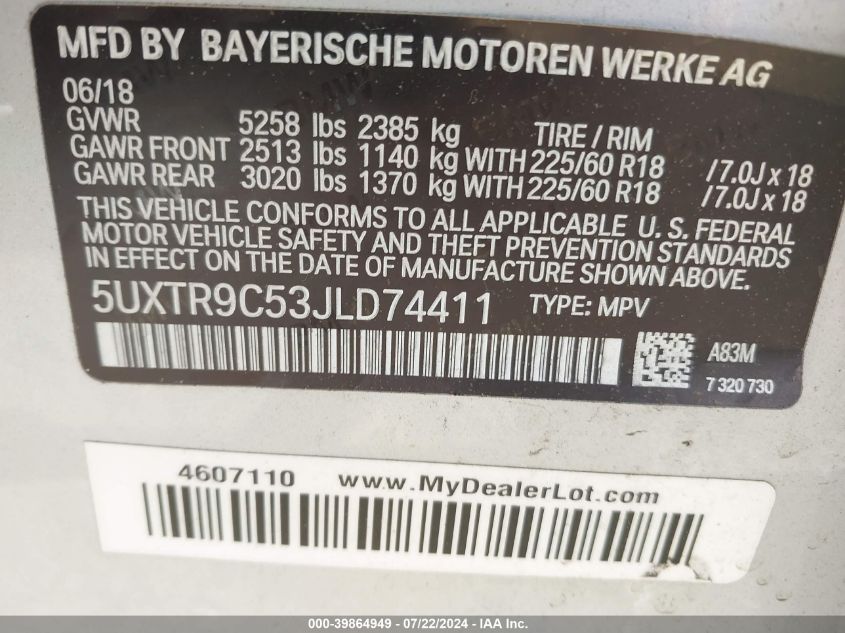 MFD BY BAYERISCHE MOTOREN WERKE AG
06/18
GVWR 5258 lbs 2385 kg TIRE / RIM
GAWR FRONT 2513 lbs 1140 kg WITH 225/60 R18 / 7.0J x 18
GAWR REAR 3020 lbs 1370 kg WITH 225/60 R18 / 7.0J x 18
THIS VEHICLE CONFORMS TO ALL APPLICABLE U. S. FEDERAL
MOTOR VEHICLE SAFETY AND THEFT PREVENTION STANDARDS
IN EFFECT ON THE DATE OF MANUFACTURE SHOWN ABOVE.
5UXTR9C53JLD74411 TYPE: MPV
A83M
7 320 730
4607110 www.MyDealerLot.com
000-39864949 - 07/22/2024 - IAA Inc.